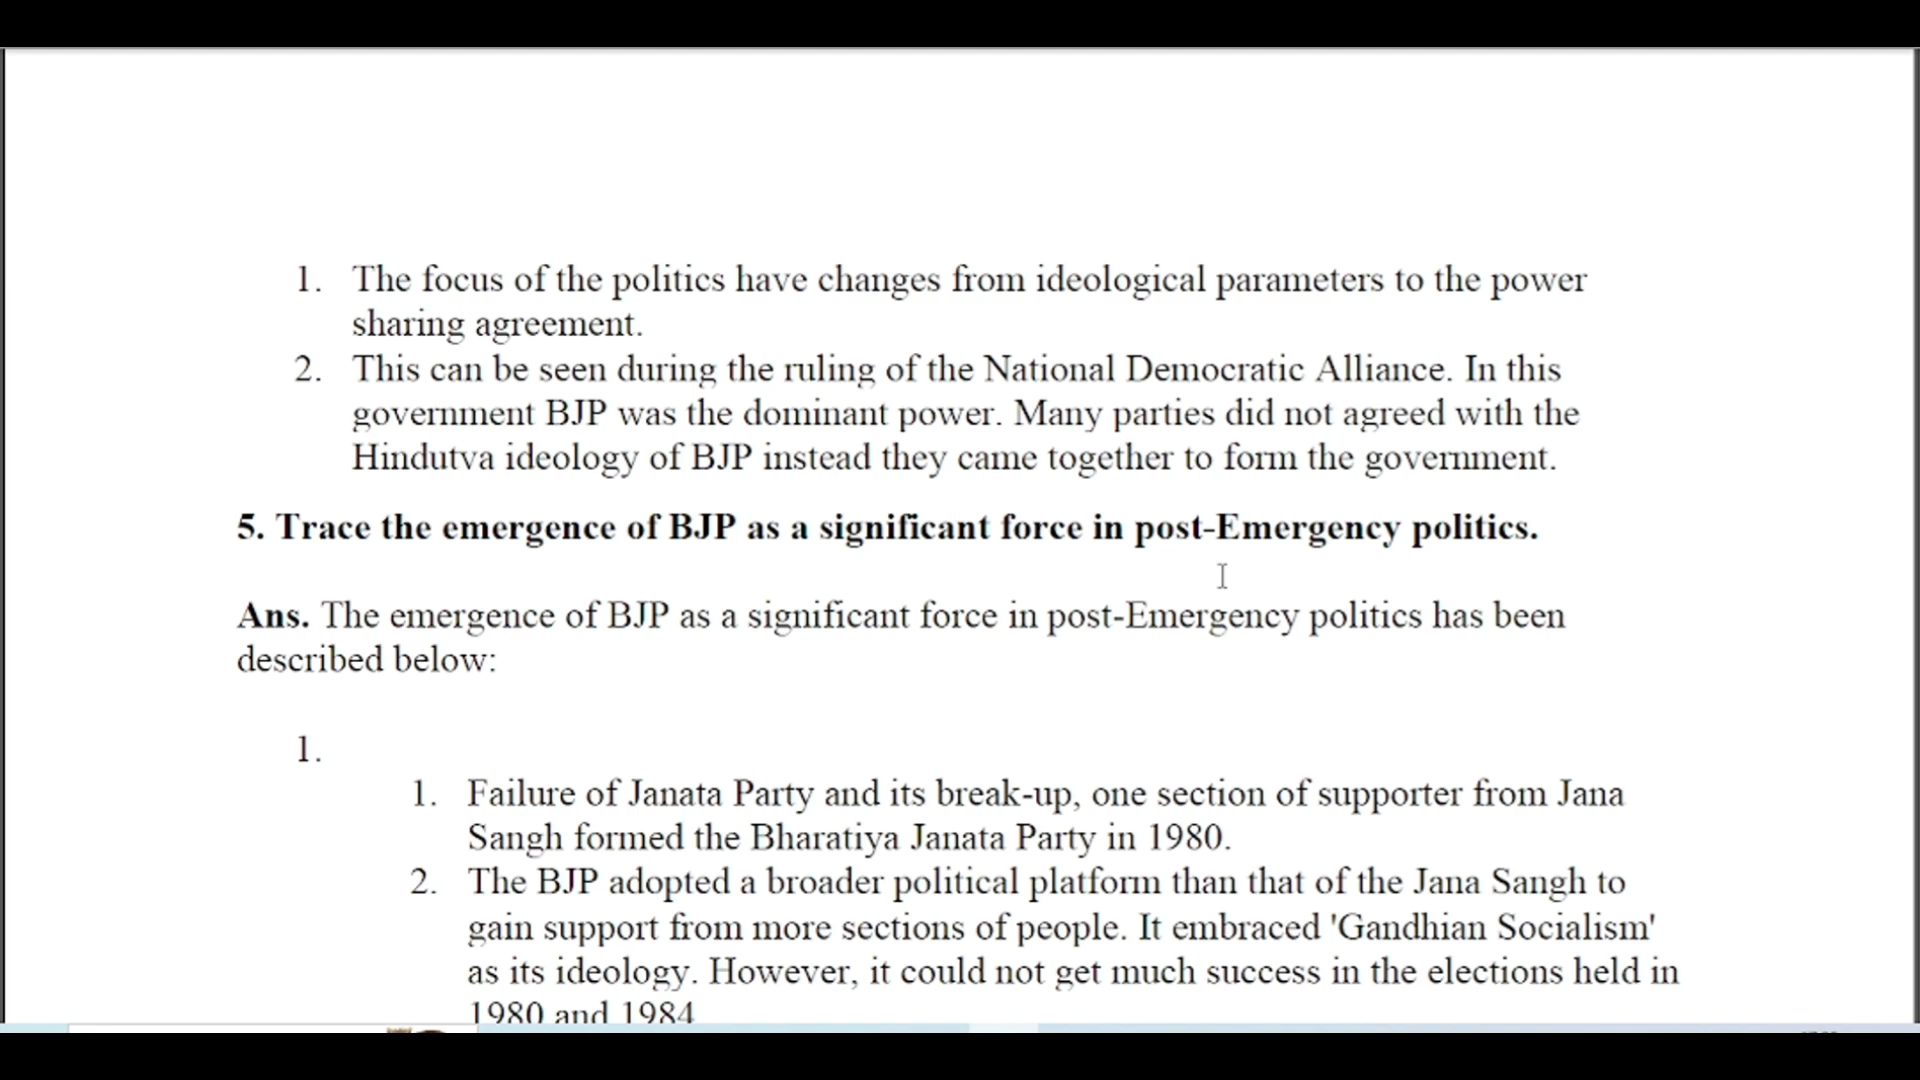 1. The focus of the politics have changes from ideological parameters to the power
sharing agreement.
2. This can be seen during the ruling of the National Democratic Alliance. In this
government BJP was the dominant power. Many parties did not agreed with the
Hindutva ideology of BJP instead they came together to form the government.
5. Trace the emergence of BJP as a significant force in post-Emergency politics.
Ans. The emergence of BJP as a significant force in post-Emergency politics has been
described below:
1.
1. Failure of Janata Party and its break-up, one section of supporter from Jana
Sangh formed the Bharatiya Janata Party in 1980.
2. The BJP adopted a broader political platform than that of the Jana Sangh to
gain support from more sections of people. It embraced 'Gandhian Socialism'
as its ideology. However, it could not get much success in the elections held in
1980 and 1984